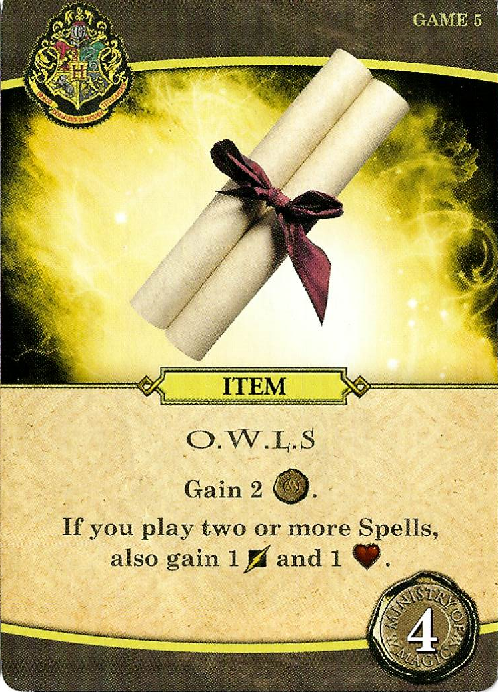 GAME 5
ITEM
O.W.L.S
Gain 2 .
If you play two or more Spells,
also gain 1 and 1 .
MINISTRY OF MAGIC
4